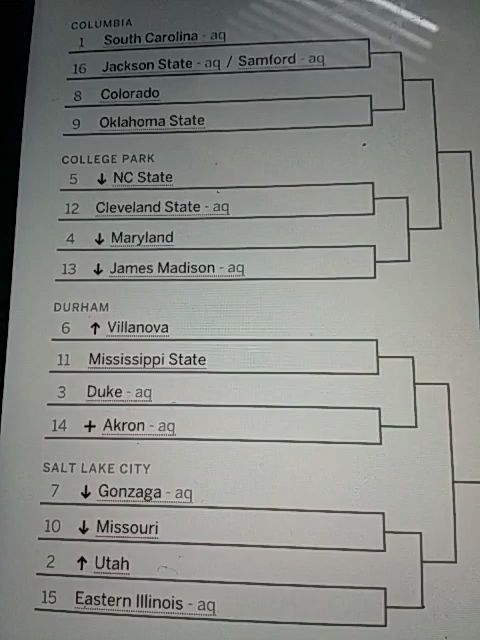 COLUMBIA
1 South Carolina - aq
16 Jackson State - aq / Samford - aq
8 Colorado
9 Oklahoma State
COLLEGE PARK
5 ↓ NC State
12 Cleveland State - aq
4 ↓ Maryland
13 ↓ James Madison - aq
DURHAM
6 ↑ Villanova
11 Mississippi State
3 Duke - aq
14 + Akron - aq
SALT LAKE CITY
7 ↓ Gonzaga - aq
10 ↓ Missouri
2 ↑ Utah
15 Eastern Illinois - aq